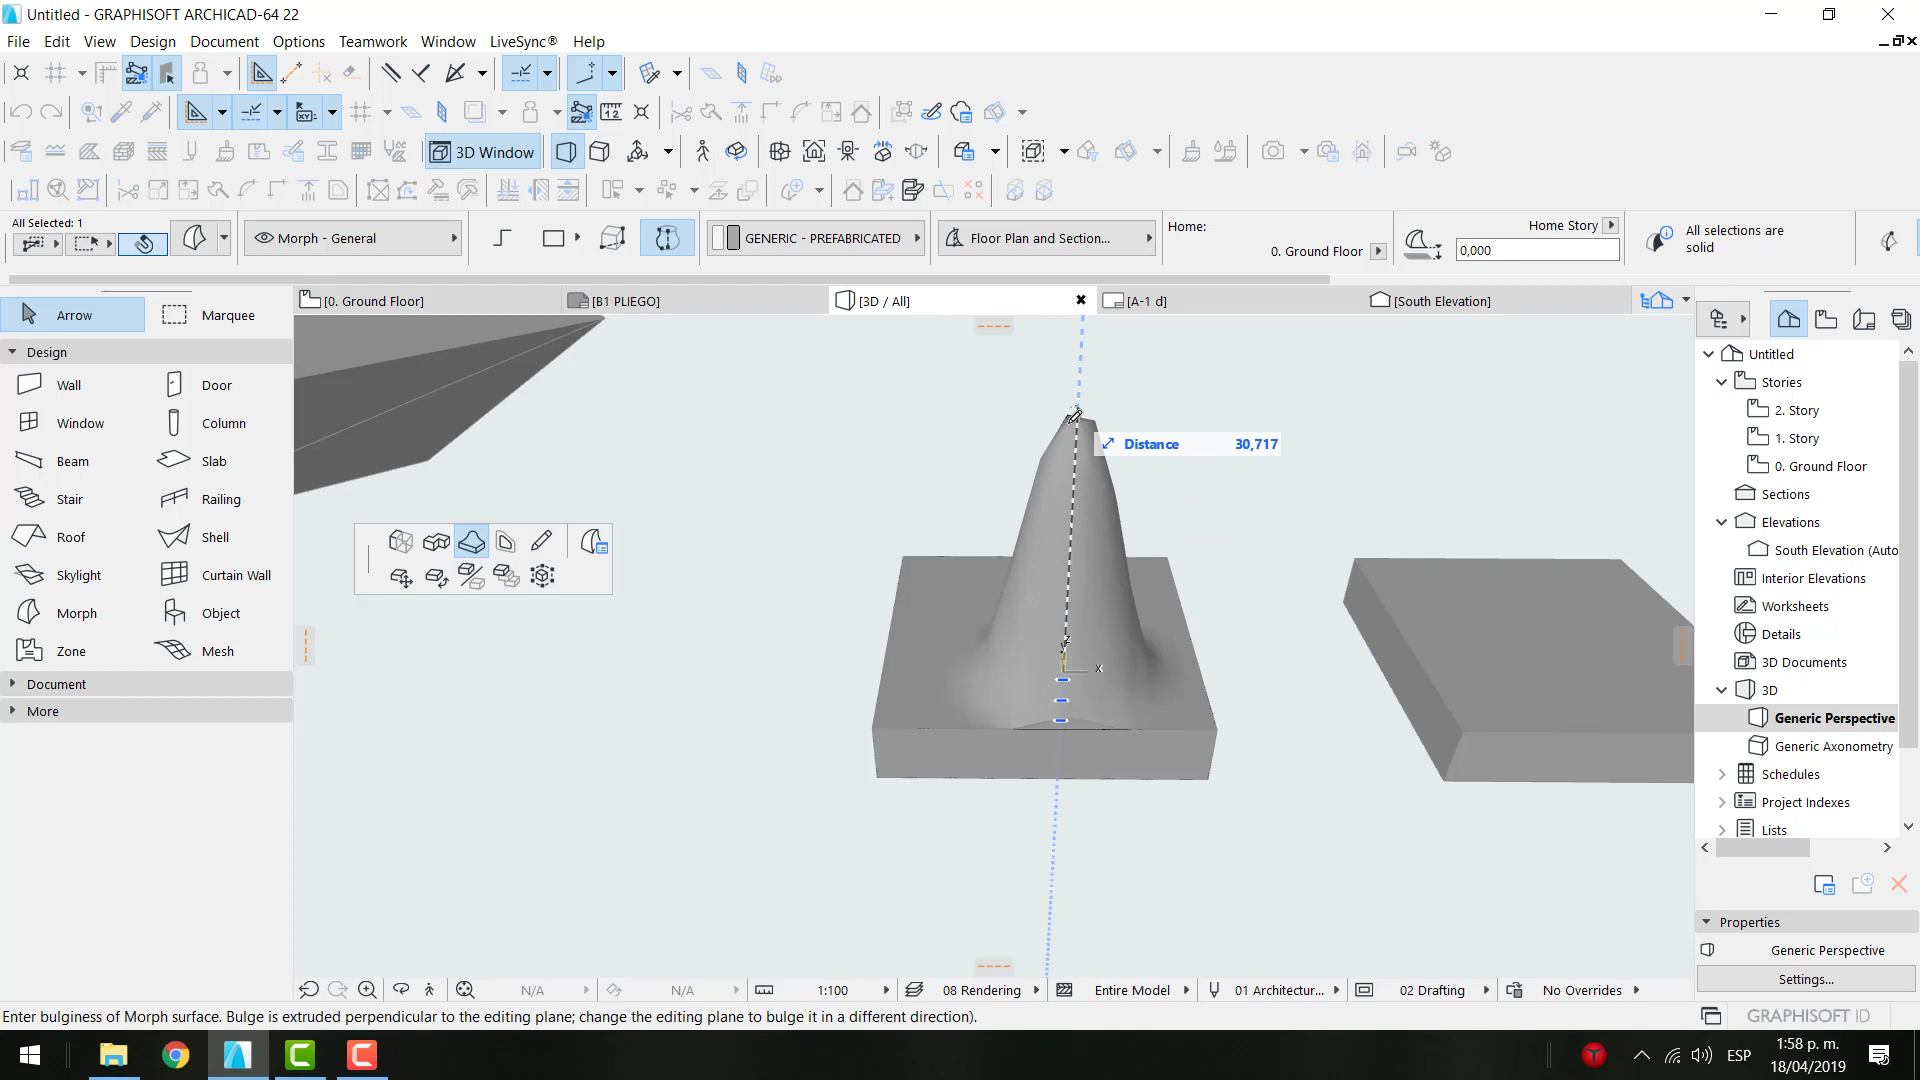 Untitled - GRAPHISOFT ARCHICAD-64 22
File Edit View Design Document Options Teamwork Window LiveSync® Help
3D Window
All Selected: 1
Morph - General
GENERIC - PREFABRICATED
Floor Plan and Section...
Home:
0. Ground Floor
Home Story
0,000
All selections are
solid
[0. Ground Floor]
[B1 PLIEGO]
[3D / All]
[A-1 d]
[South Elevation]
Arrow
Marquee
Design
Wall
Door
Window
Column
Beam
Slab
Stair
Railing
Roof
Shell
Skylight
Curtain Wall
Morph
Object
Zone
Mesh
Document
More
Distance 30,717
z
x
Untitled
Stories
2. Story
1. Story
0. Ground Floor
Sections
Elevations
South Elevation (Auto
Interior Elevations
Worksheets
Details
3D Documents
3D
Generic Perspective
Generic Axonometry
Schedules
Project Indexes
Lists
Properties
Generic Perspective
Settings...
N/A
N/A
1:100
08 Rendering
Entire Model
01 Architectur...
02 Drafting
No Overrides
Enter bulginess of Morph surface. Bulge is extruded perpendicular to the editing plane; change the editing plane to bulge it in a different direction).
GRAPHISOFT ID
ESP
1:58 p. m.
18/04/2019